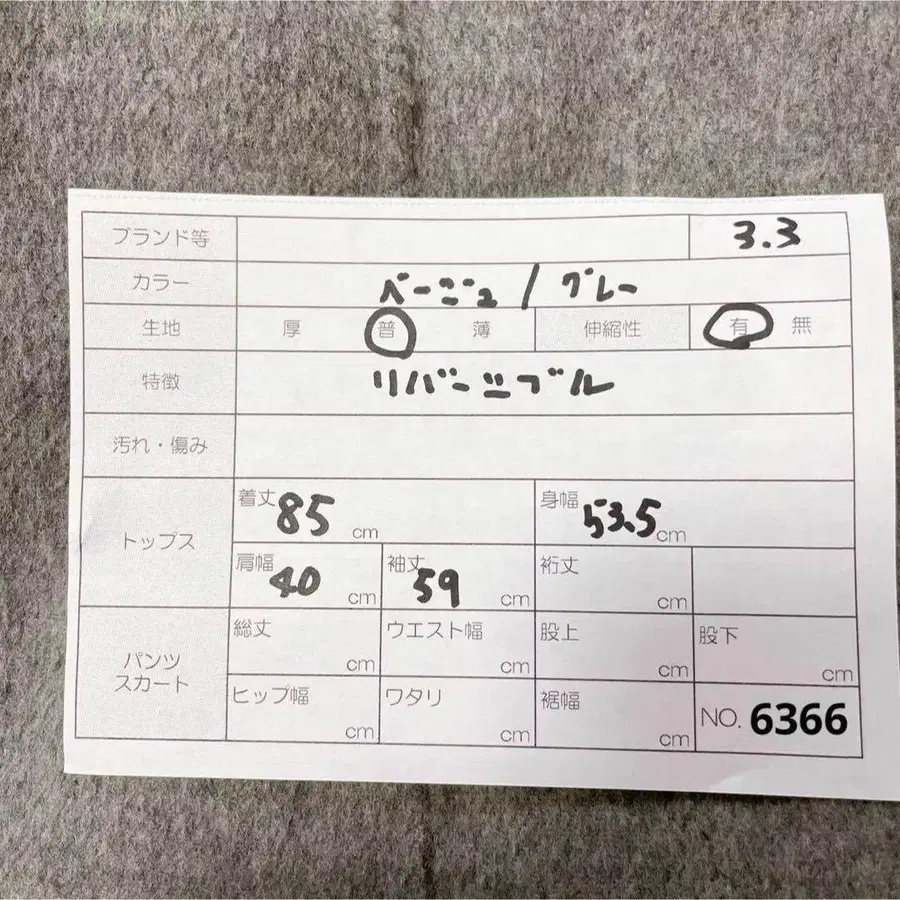 ブランド等 3.3
カラー ベージュ / グレー
生地 厚 普 薄 伸縮性 有 無
特徴 リバーシブル
汚れ・傷み
トップス
着丈 85 cm 身幅 53.5 cm
肩幅 40 cm 袖丈 59 cm 裄丈 cm
パンツ
スカート
総丈 cm ウエスト幅 cm 股上 cm 股下 cm
ヒップ幅 cm ワタリ cm 裾幅 cm NO. 6366